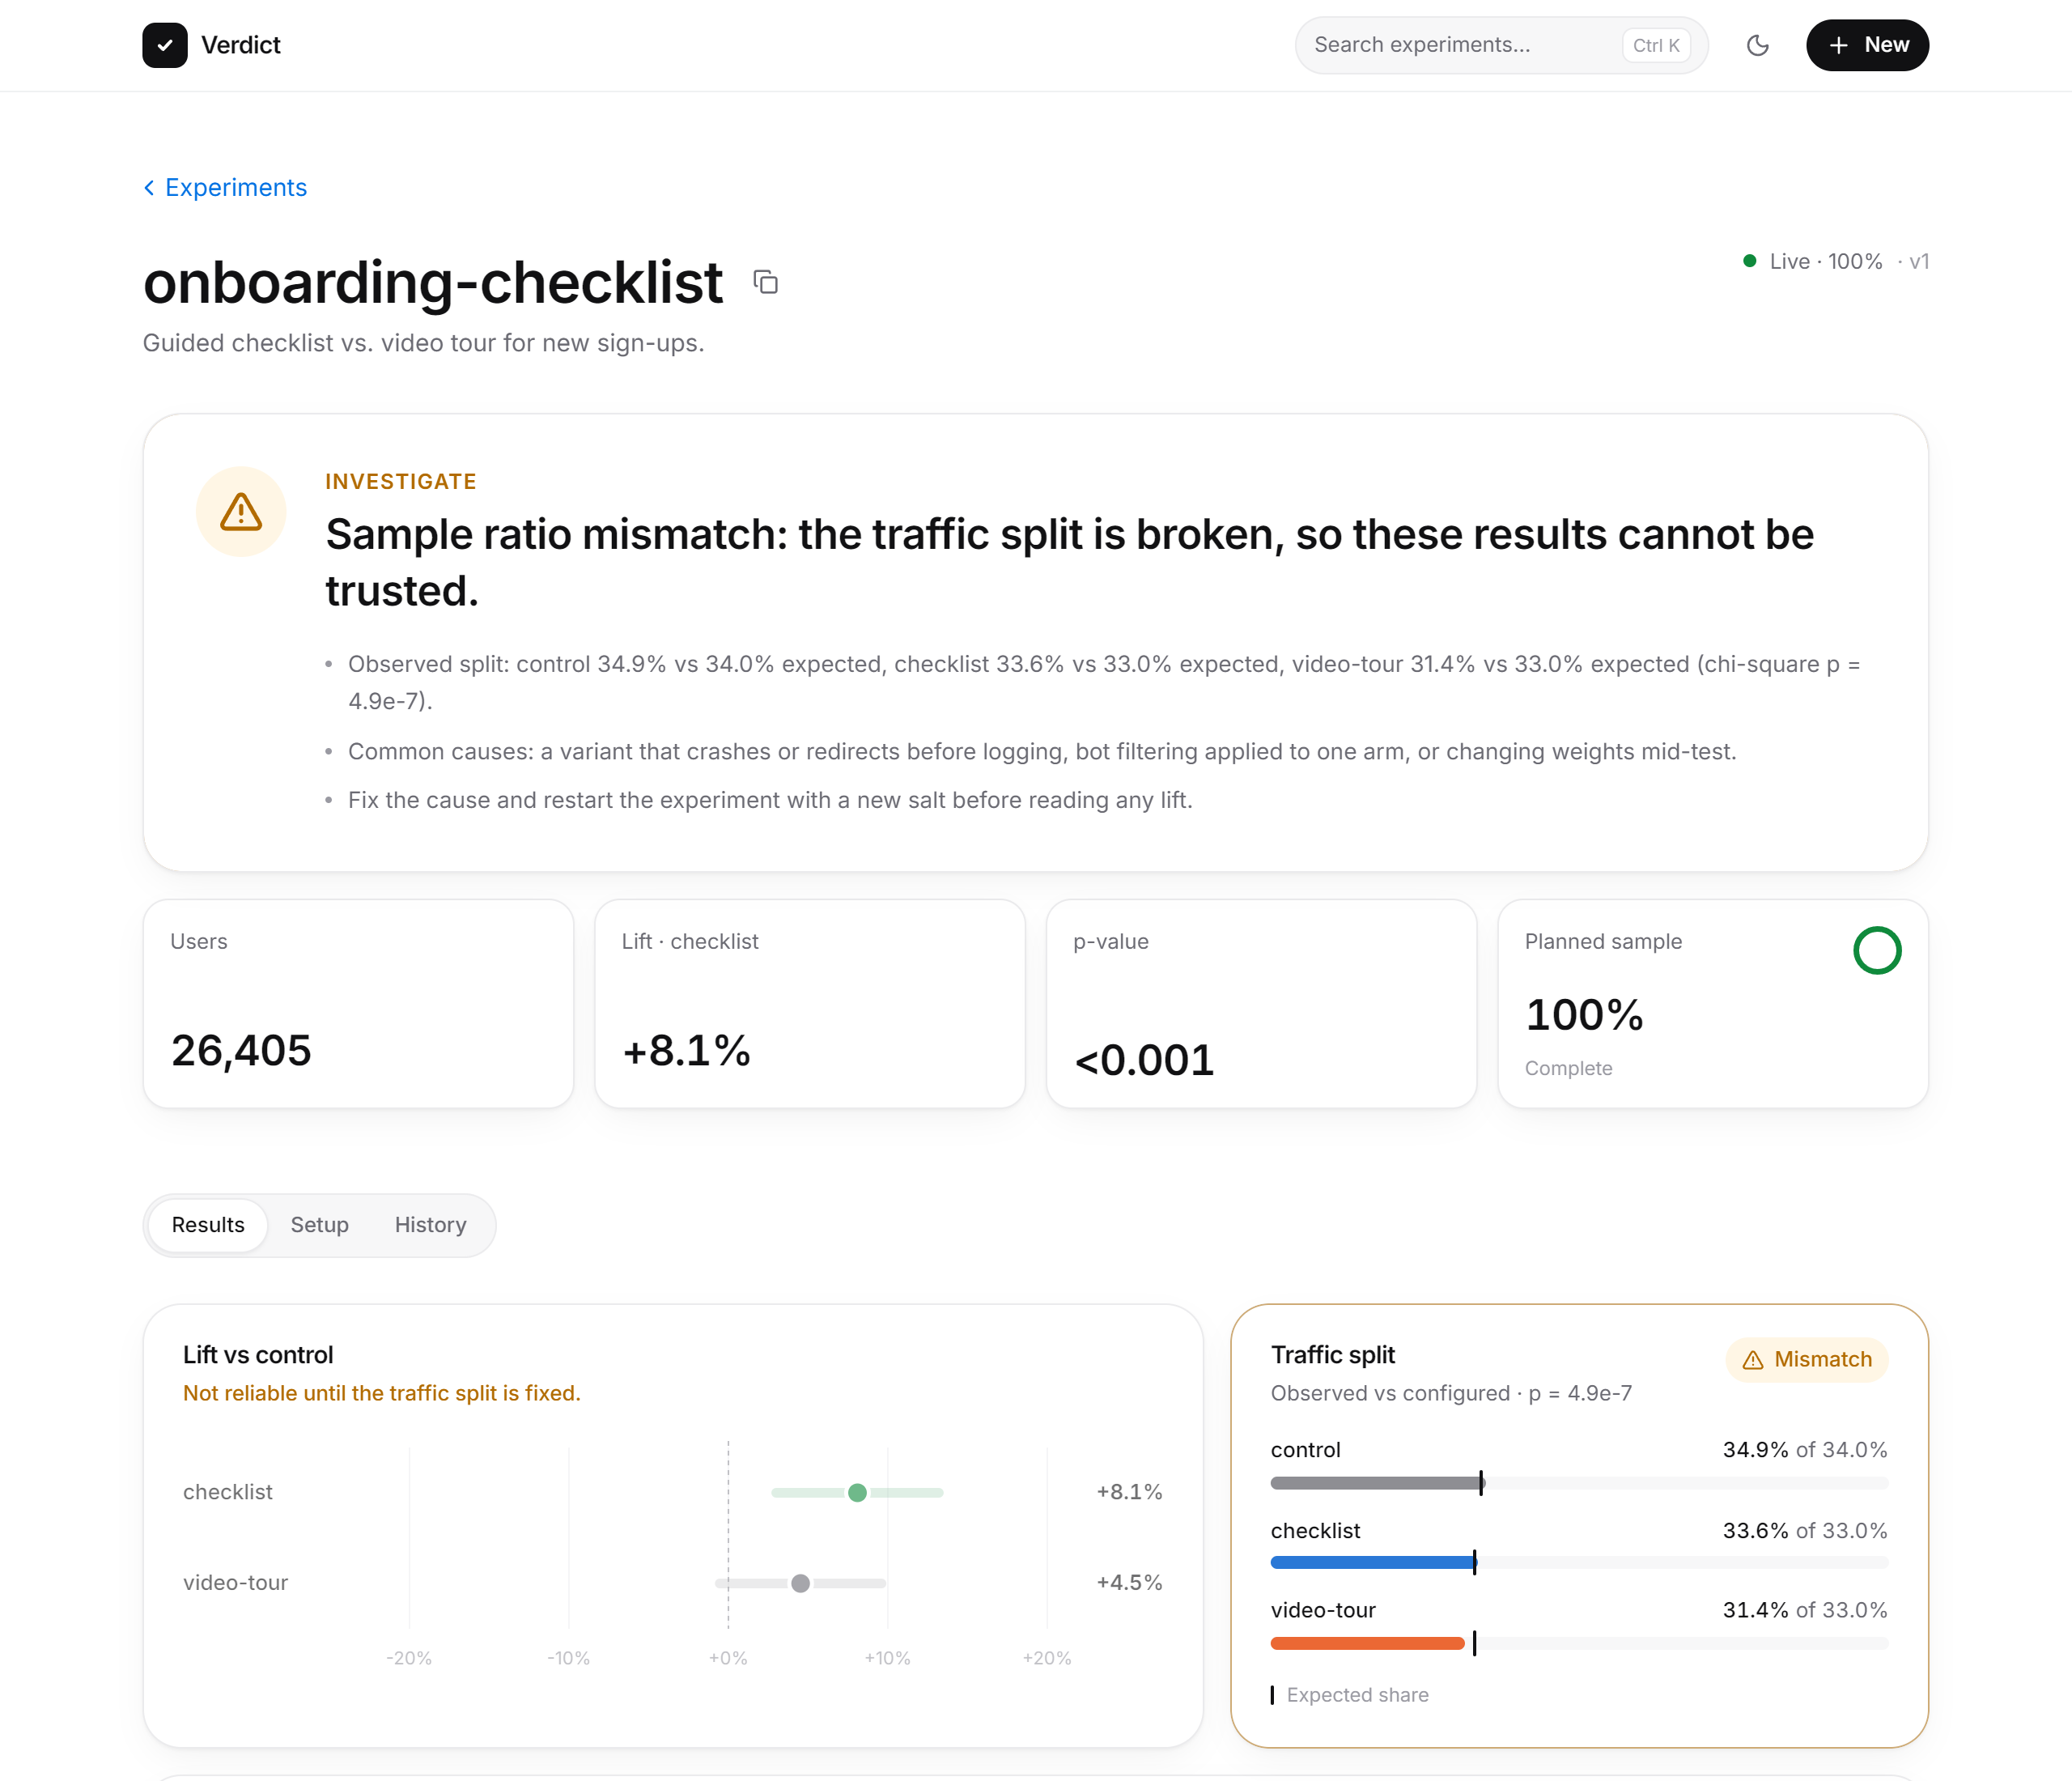 Verdict
Search experiments...
Ctrl K
New
Experiments
onboarding-checklist
Live · 100% · v1
Guided checklist vs. video tour for new sign-ups.
INVESTIGATE
Sample ratio mismatch: the traffic split is broken, so these results cannot be
trusted.
• Observed split: control 34.9% vs 34.0% expected, checklist 33.6% vs 33.0% expected, video-tour 31.4% vs 33.0% expected (chi-square p =
4.9e-7).
• Common causes: a variant that crashes or redirects before logging, bot filtering applied to one arm, or changing weights mid-test.
• Fix the cause and restart the experiment with a new salt before reading any lift.
Users
26,405
Lift · checklist
+8.1%
p-value
<0.001
Planned sample
100%
Complete
Results
Setup
History
Lift vs control
Not reliable until the traffic split is fixed.
checklist
+8.1%
video-tour
+4.5%
-20%
-10%
+0%
+10%
+20%
Traffic split
Mismatch
Observed vs configured · p = 4.9e-7
control
34.9% of 34.0%
checklist
33.6% of 33.0%
video-tour
31.4% of 33.0%
Expected share